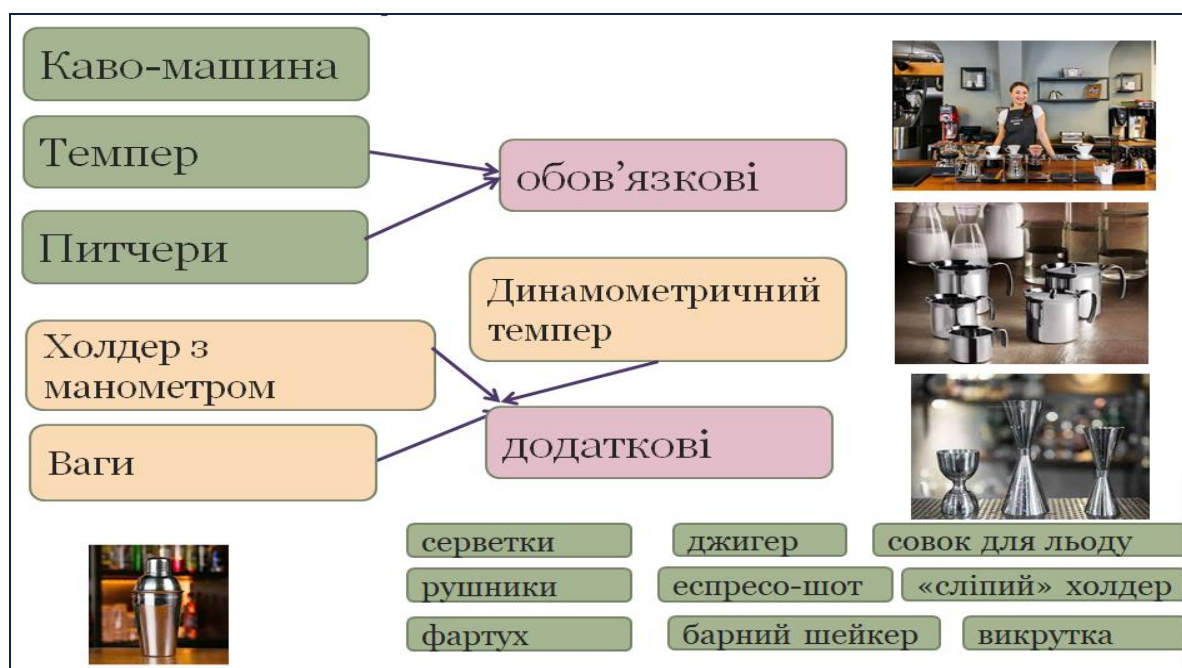 Каво-машина
Темпер
обов’язкові
Питчери
Динамометричний
темпер
Холдер з
манометром
додаткові
Ваги
серветки
джигер
совок для льоду
рушники
еспресо-шот
«сліпий» холдер
фартух
барний шейкер
викрутка